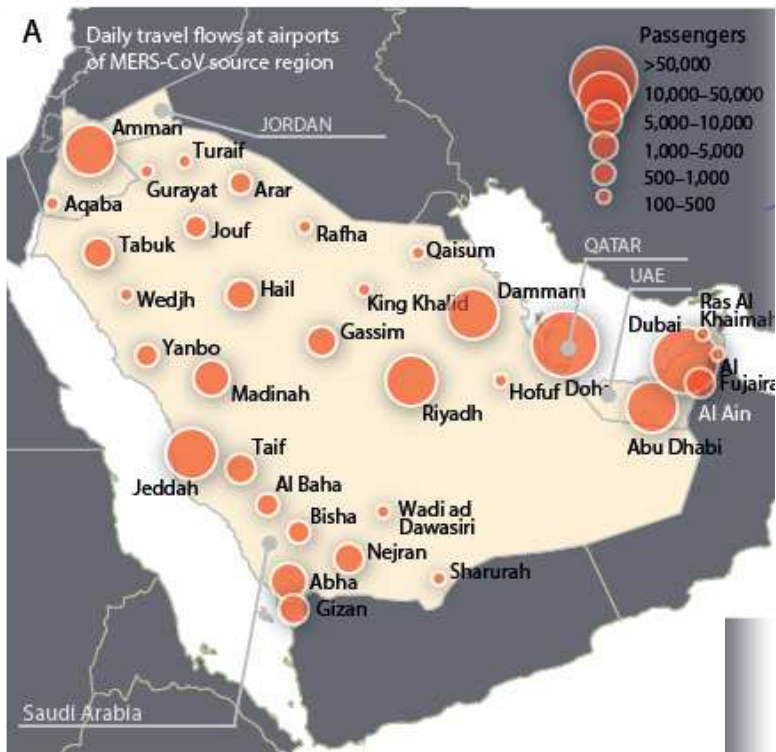 A
Daily travel flows at airports
of MERS-CoV source region
Passengers
>50,000
10,000–50,000
5,000–10,000
1,000–5,000
500–1,000
100–500
JORDAN
Amman
Turaif
Gurayat
Arar
Aqaba
Jouf
Rafha
Tabuk
Qaisum
QATAR
UAE
Wedjh
Hail
King Khalid
Dammam
Ras Al
Khaimah
Dubai
Gassim
Yanbo
Madinah
Riyadh
Hofuf
Doha
Al
Fujaira
Al Ain
Abu Dhabi
Jeddah
Taif
Al Baha
Bisha
Wadi ad
Dawasiri
Nejran
Sharurah
Abha
Gizan
Saudi Arabia